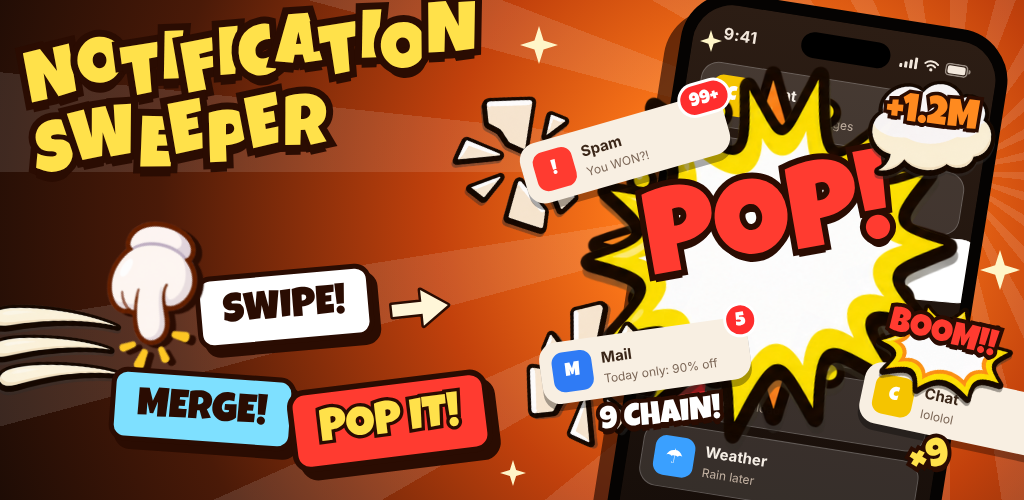 NOTIFICATION
SWEEPER
9:41
99+
Spam
You WON?!
+1.2M
POP!
SWIPE!
MERGE!
POP IT!
5
M
Mail
Today only: 90% off
9 CHAIN!
BOOM!!
C
Chat
lololol
+9
Weather
Rain later